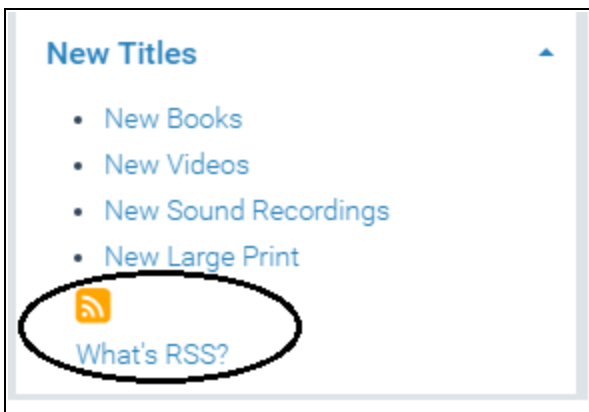 New Titles
New Books
New Videos
New Sound Recordings
New Large Print
What's RSS?